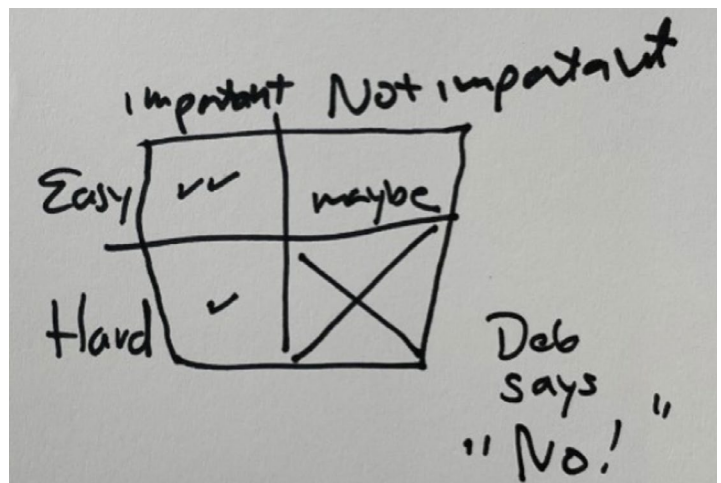 important Not important
Easy ✓✓ maybe
Hard ✓
Deb
says
"No!"